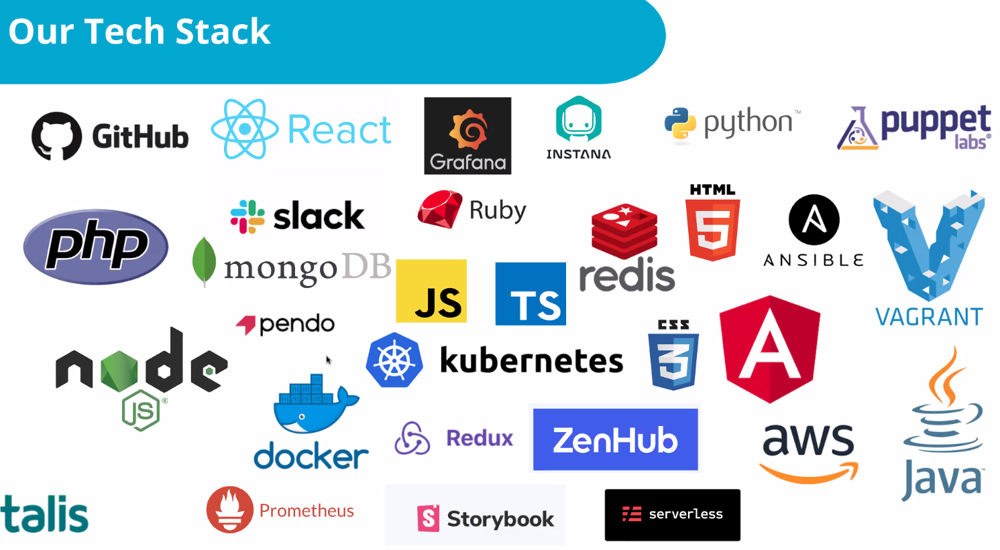 Our Tech Stack
GitHub
React
Grafana
INSTANA
python™
puppet
labs®
php
slack
Ruby
redis
HTML
5
ANSIBLE
VAGRANT
mongoDB
JS
TS
pendo
node
JS®
kubernetes
CSS
3
A
docker
Redux
ZenHub
aws
Java™
talis
Prometheus
S Storybook
serverless